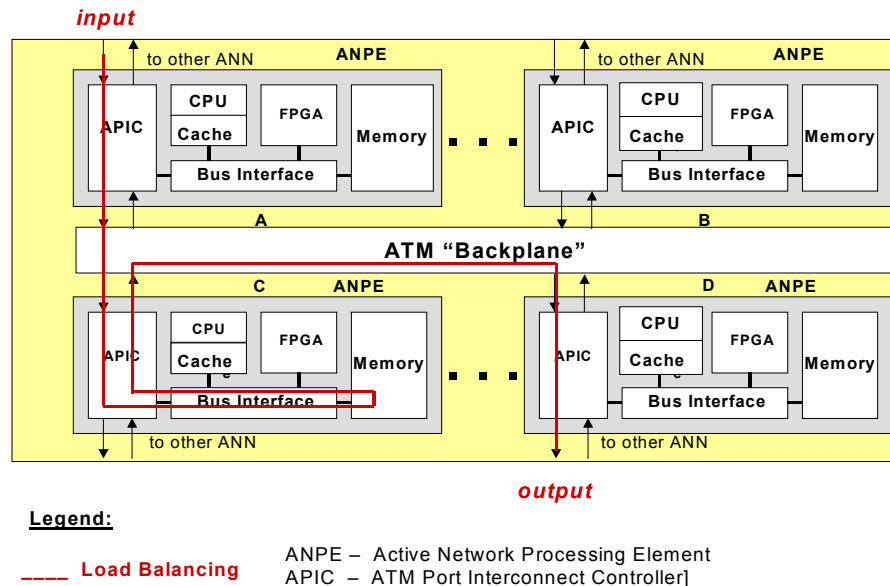 input
to other ANN ANPE to other ANN ANPE
APIC CPU Cache FPGA Memory APIC CPU Cache FPGA Memory
Bus Interface Bus Interface
A B
ATM “Backplane”
C ANPE D ANPE
APIC CPU Cache FPGA Memory APIC CPU Cache FPGA Memory
e e
Bus Interface Bus Interface
to other ANN to other ANN
output
Legend:
____ Load Balancing
ANPE – Active Network Processing Element
APIC – ATM Port Interconnect Controller]